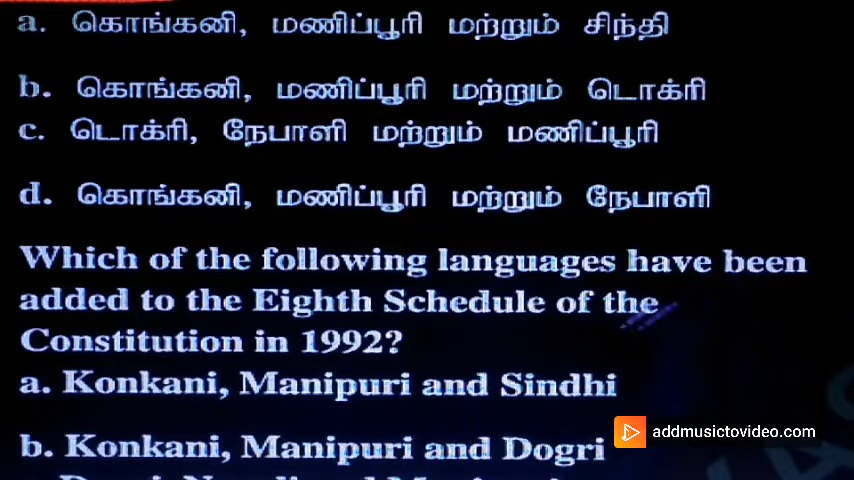 a. கொங்கனி, மணிப்பூரி மற்றும் சிந்தி
b. கொங்கனி, மணிப்பூரி மற்றும் டொக்ரி
c. டொக்ரி, நேபாளி மற்றும் மணிப்பூரி
d. கொங்கனி, மணிப்பூரி மற்றும் நேபாளி
Which of the following languages have been
added to the Eighth Schedule of the
Constitution in 1992?
a. Konkani, Manipuri and Sindhi
b. Konkani, Manipuri and Dogri
addmusictovideo.com